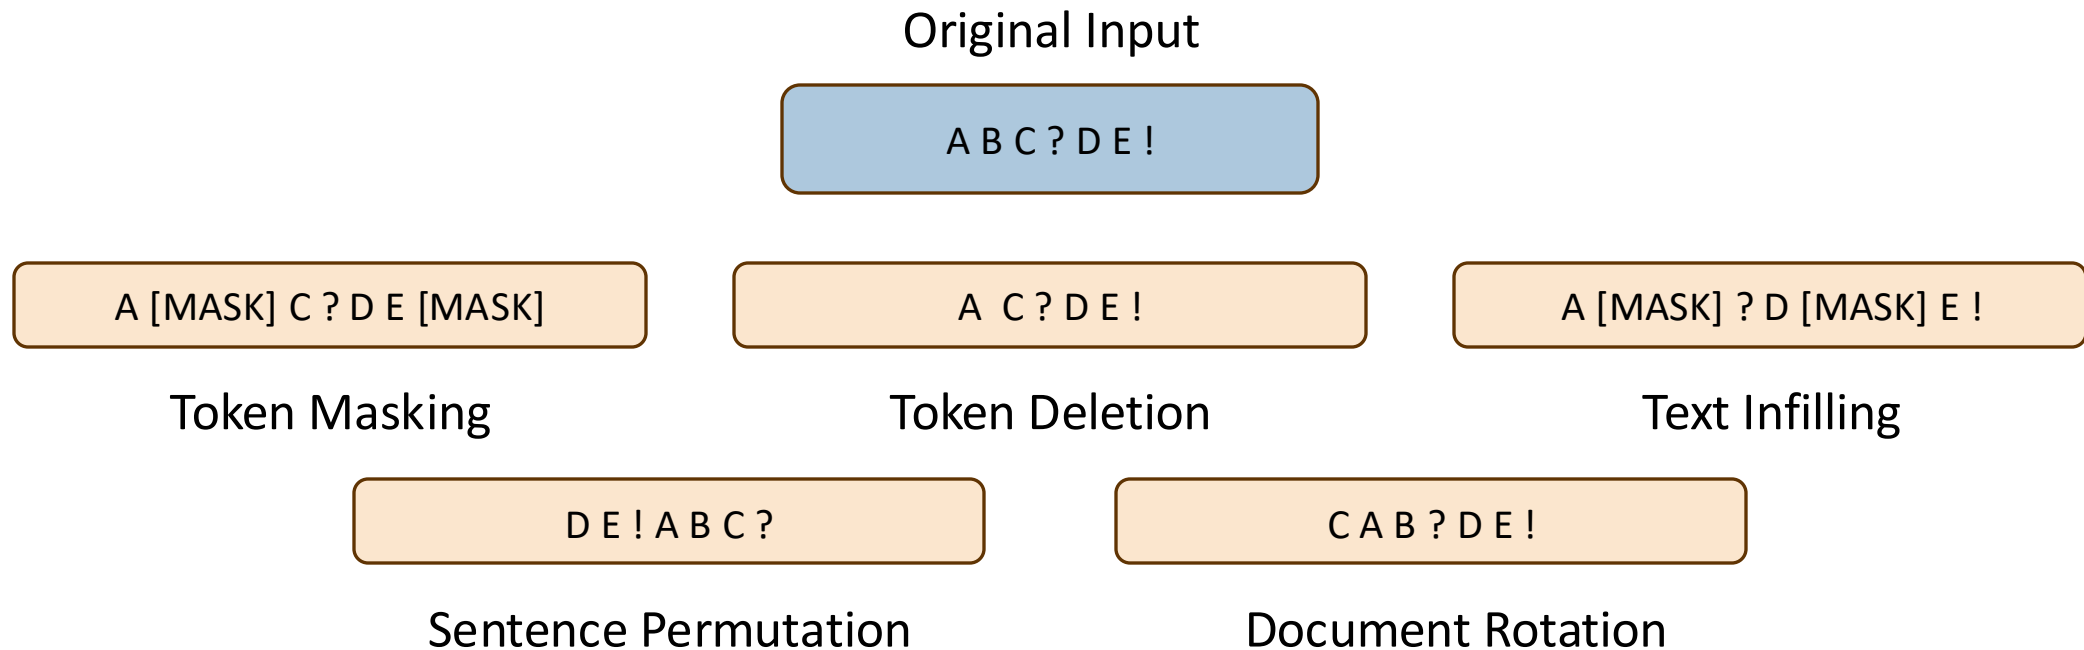 Original Input
A B C ? D E !
A [MASK] C ? D E [MASK]
A C ? D E !
A [MASK] ? D [MASK] E !
Token Masking
Token Deletion
Text Infilling
D E ! A B C ?
C A B ? D E !
Sentence Permutation
Document Rotation